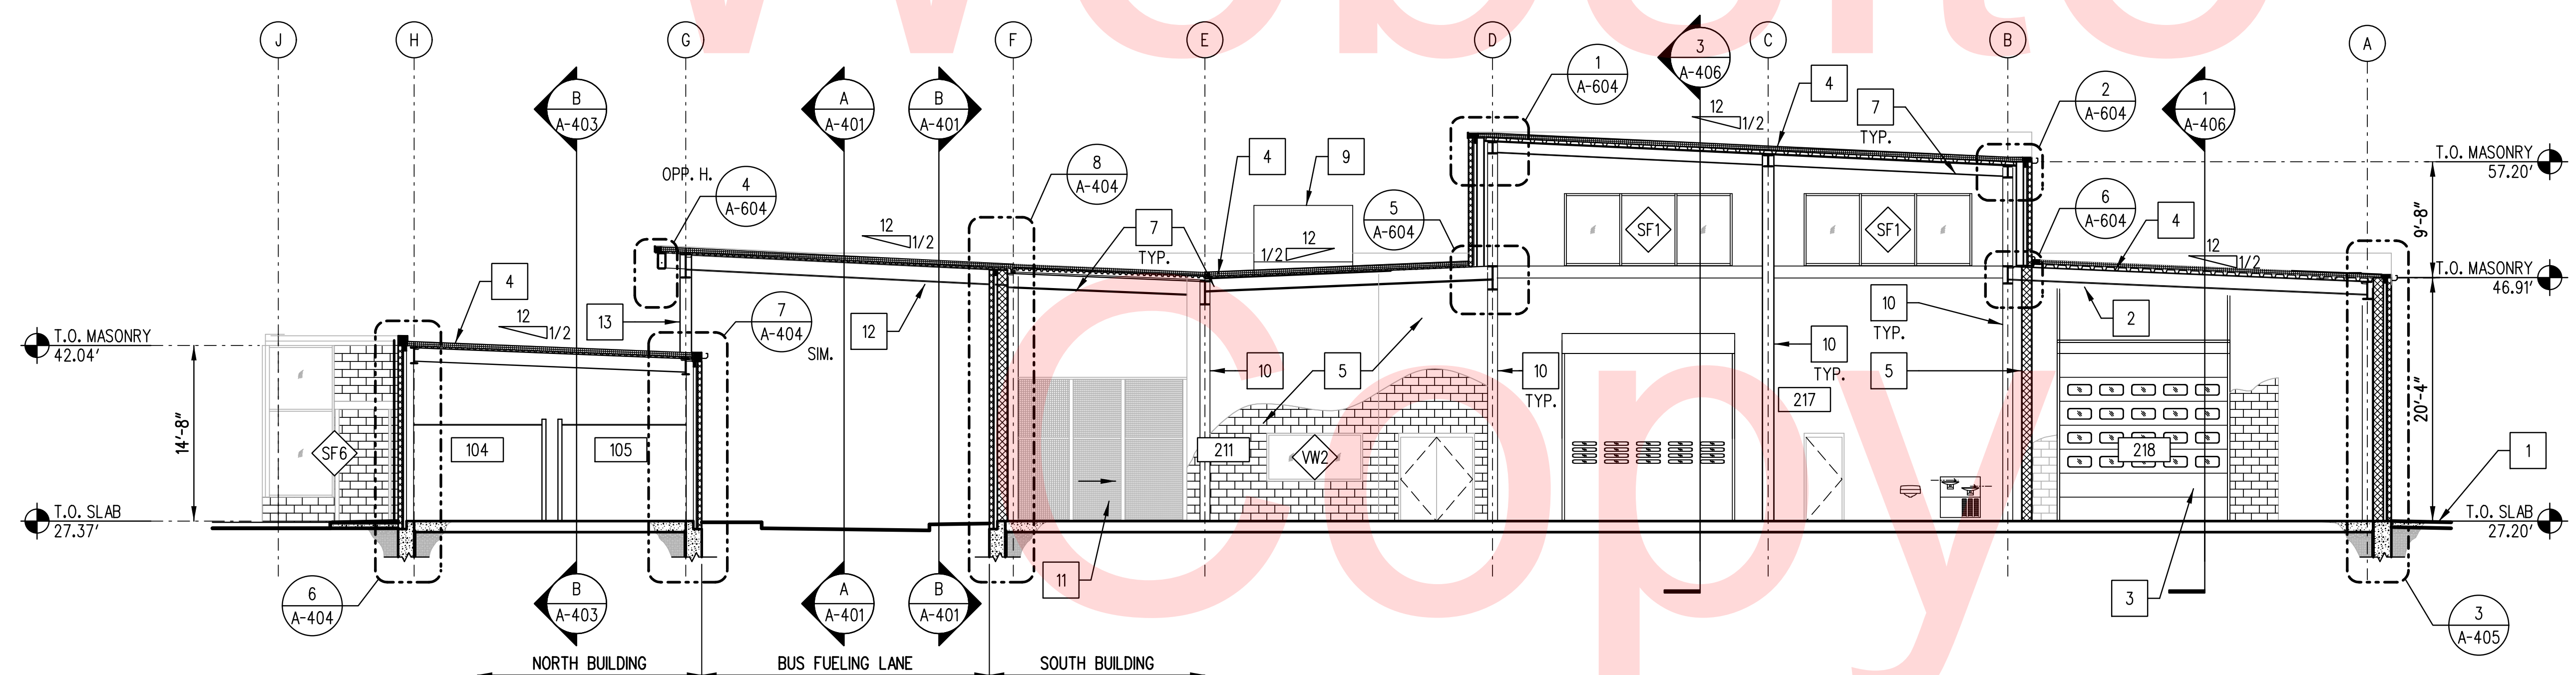 Website
Copy
J
H
G
F
E
D
C
B
A
B
A-403
A
A-401
B
A-401
3
A-406
1
A-406
1
A-604
2
A-604
4
7
TYP.
12
1/2
OPP. H.
4
A-604
8
A-404
4
9
5
A-604
6
A-604
4
T.O. MASONRY
57.20'
9'-8"
12
1/2
7
TYP.
12
1/2
SF1
SF1
12
1/2
T.O. MASONRY
46.91'
4
12
1/2
13
7
A-404
SIM.
12
10
TYP.
2
T.O. MASONRY
42.04'
14'-8"
SF6
104
105
10
5
10
TYP.
10
TYP.
5
217
20'-4"
211
VW2
218
1
T.O. SLAB
27.37'
T.O. SLAB
27.20'
11
3
6
A-404
B
A-403
A
A-401
B
A-401
3
A-405
NORTH BUILDING
BUS FUELING LANE
SOUTH BUILDING